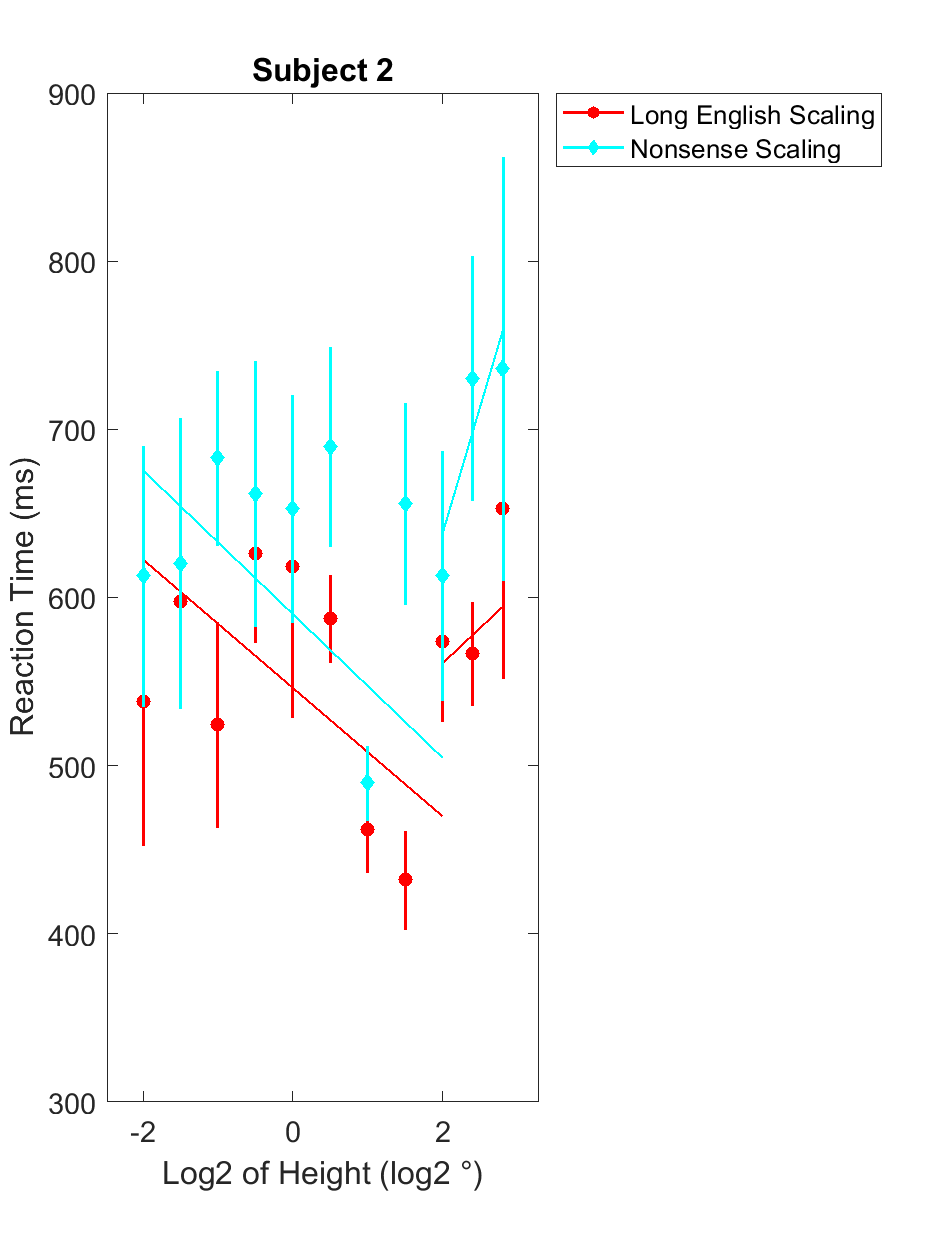 Subject 2
Long English Scaling
Nonsense Scaling
900
800
700
600
500
400
300
Reaction Time (ms)
-2 0 2
Log2 of Height (log2 °)